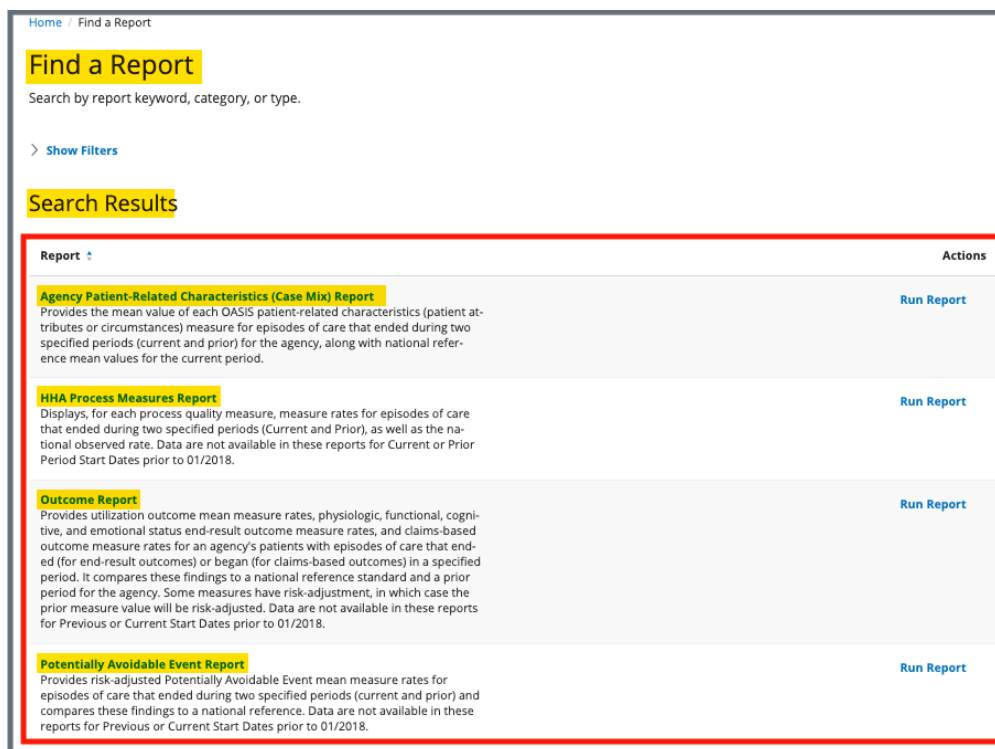 Home / Find a Report
Find a Report
Search by report keyword, category, or type.
Show Filters
Search Results
Report Actions
Agency Patient-Related Characteristics (Case Mix) Report
Run Report
Provides the mean value of each OASIS patient-related characteristics (patient at-
tributes or circumstances) measure for episodes of care that ended during two
specified periods (current and prior) for the agency, along with national refer-
ence mean values for the current period.
HHA Process Measures Report
Run Report
Displays, for each process quality measure, measure rates for episodes of care
that ended during two specified periods (Current and Prior), as well as the na-
tional observed rate. Data are not available in these reports for Current or Prior
Period Start Dates prior to 01/2018.
Outcome Report
Run Report
Provides utilization outcome mean measure rates, physiologic, functional, cogni-
tive, and emotional status end-result outcome measure rates, and claims-based
outcome measure rates for an agency's patients with episodes of care that end-
ed (for end-result outcomes) or began (for claims-based outcomes) in a specified
period. It compares these findings to a national reference standard and a prior
period for the agency. Some measures have risk-adjustment, in which case the
prior measure value will be risk-adjusted. Data are not available in these reports
for Previous or Current Start Dates prior to 01/2018.
Potentially Avoidable Event Report
Run Report
Provides risk-adjusted Potentially Avoidable Event mean measure rates for
episodes of care that ended during two specified periods (current and prior) and
compares these findings to a national reference. Data are not available in these
reports for Previous or Current Start Dates prior to 01/2018.